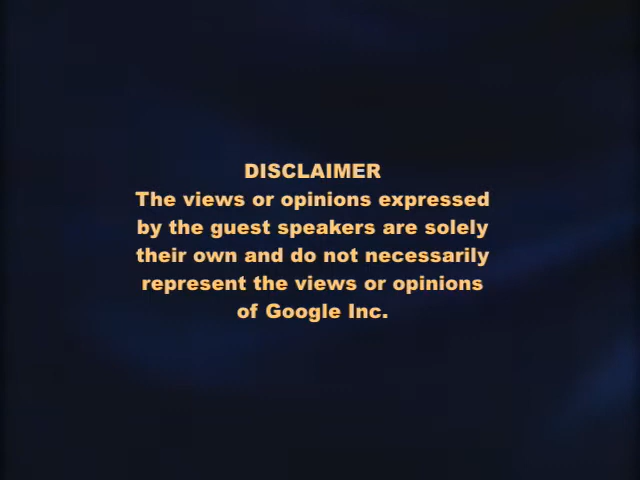 DISCLAIMER
The views or opinions expressed
by the guest speakers are solely
their own and do not necessarily
represent the views or opinions
of Google Inc.